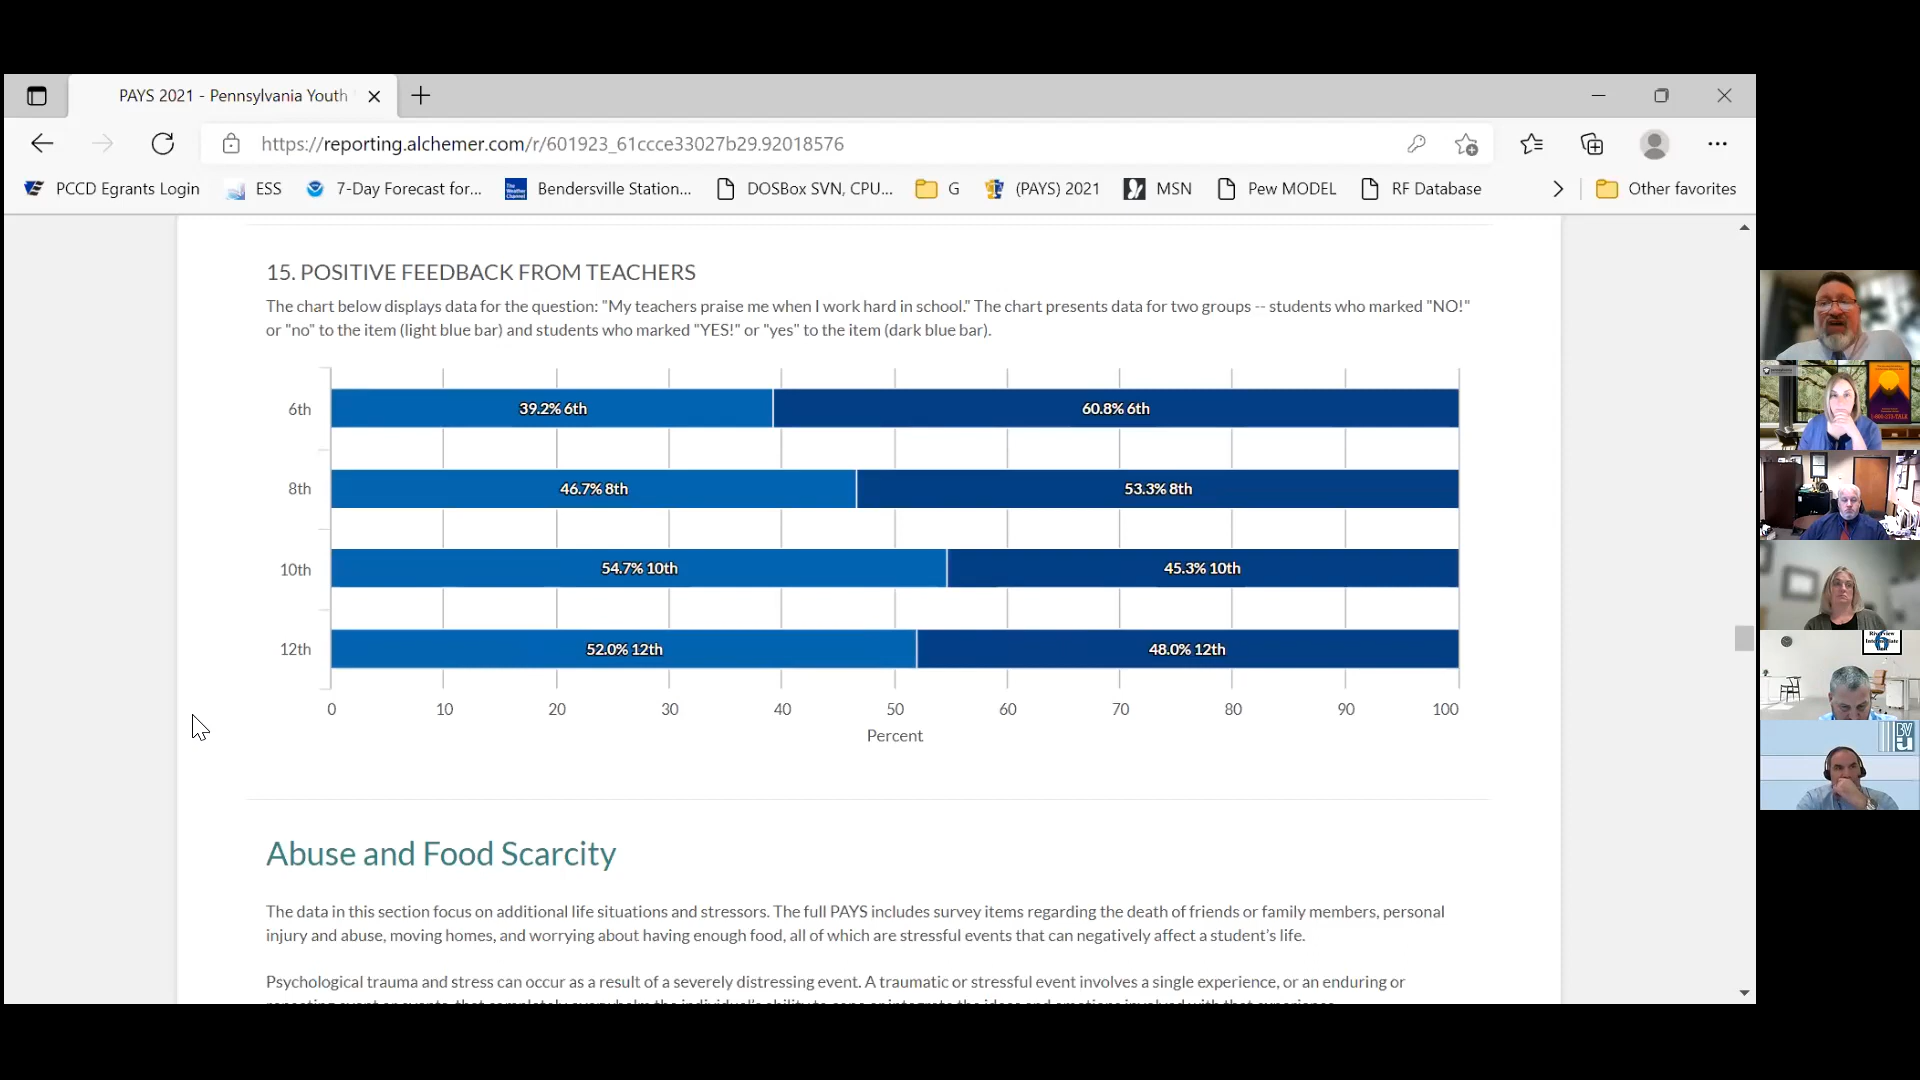 PAYS 2021 - Pennsylvania Youth
https://reporting.alchemer.com/r/601923_61ccce33027b29.92018576
PCCD Egrants Login
ESS
7-Day Forecast for...
Bendersville Station...
DOSBox SVN, CPU...
G
(PAYS) 2021
MSN
Pew MODEL
RF Database
Other favorites
15. POSITIVE FEEDBACK FROM TEACHERS
The chart below displays data for the question: "My teachers praise me when I work hard in school." The chart presents data for two groups -- students who marked "NO!"
or "no" to the item (light blue bar) and students who marked "YES!" or "yes" to the item (dark blue bar).
6th
39.2% 6th
60.8% 6th
8th
46.7% 8th
53.3% 8th
10th
54.7% 10th
45.3% 10th
12th
52.0% 12th
48.0% 12th
0 10 20 30 40 50 60 70 80 90 100
Percent
Abuse and Food Scarcity
The data in this section focus on additional life situations and stressors. The full PAYS includes survey items regarding the death of friends or family members, personal
injury and abuse, moving homes, and worrying about having enough food, all of which are stressful events that can negatively affect a student's life.
Psychological trauma and stress can occur as a result of a severely distressing event. A traumatic or stressful event involves a single experience, or an enduring or
Intermediate
6
BV